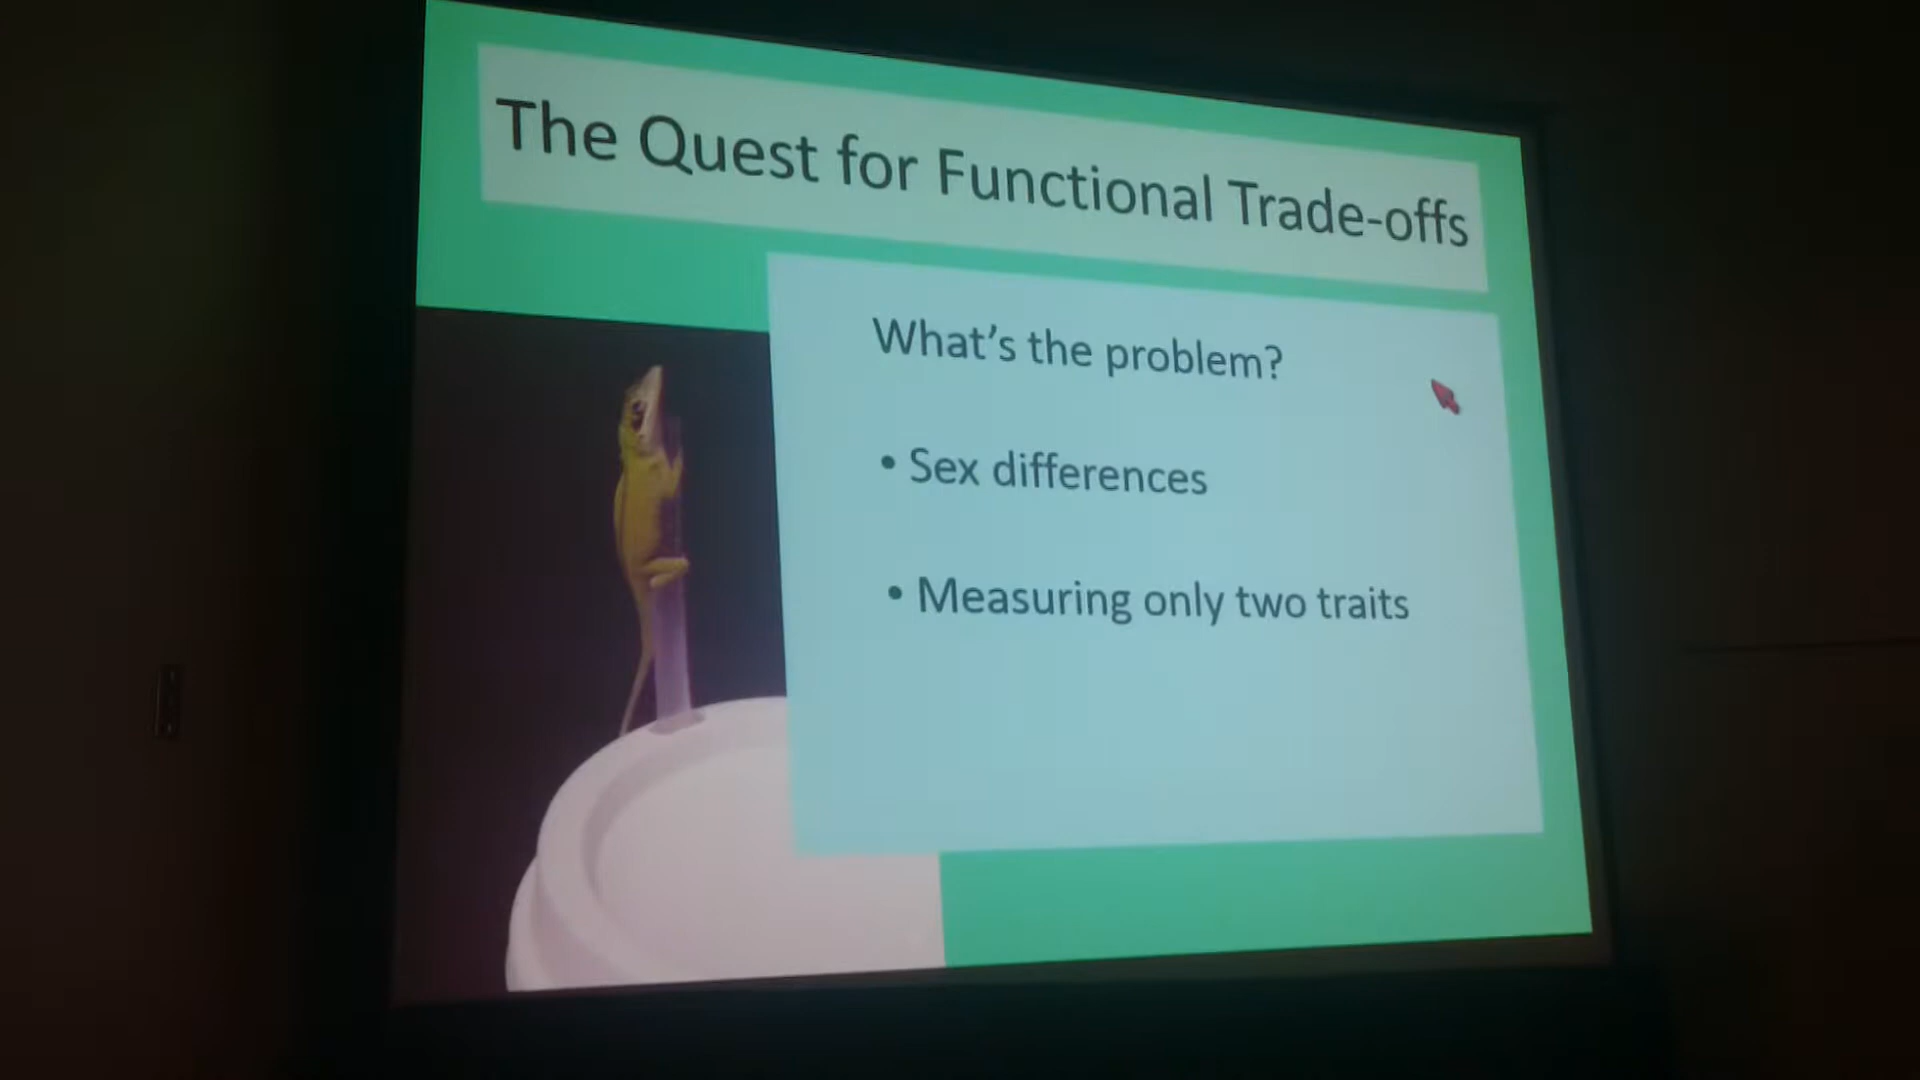 The Quest for Functional Trade-offs
What's the problem?
• Sex differences
• Measuring only two traits